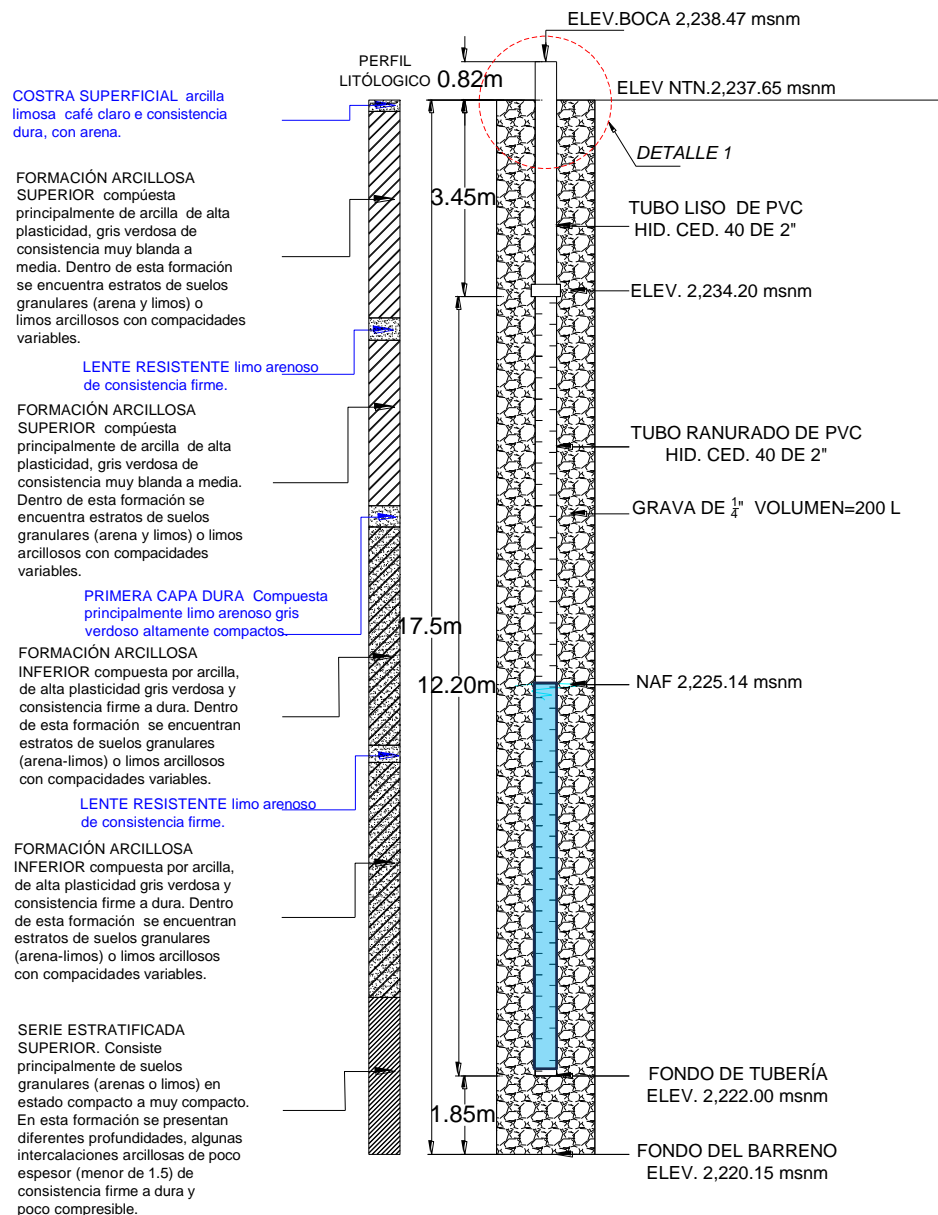 ELEV.BOCA 2,238.47 msnm
PERFIL
LITÓLOGICO
0.82m
ELEV NTN.2,237.65 msnm
COSTRA SUPERFICIAL arcilla
limosa café claro e consistencia
dura, con arena.
DETALLE 1
FORMACIÓN ARCILLOSA
SUPERIOR compúesta
principalmente de arcilla de alta
plasticidad, gris verdosa de
consistencia muy blanda a
media. Dentro de esta formación
se encuentra estratos de suelos
granulares (arena y limos) o
limos arcillosos con compacidades
variables.
3.45m
TUBO LISO DE PVC
HID. CED. 40 DE 2"
ELEV. 2,234.20 msnm
LENTE RESISTENTE limo arenoso
de consistencia firme.
FORMACIÓN ARCILLOSA
SUPERIOR compúesta
principalmente de arcilla de alta
plasticidad, gris verdosa de
consistencia muy blanda a media.
Dentro de esta formación se
encuentra estratos de suelos
granulares (arena y limos) o limos
arcillosos con compacidades
variables.
TUBO RANURADO DE PVC
HID. CED. 40 DE 2"
GRAVA DE 1/4" VOLUMEN=200 L
PRIMERA CAPA DURA Compuesta
principalmente limo arenoso gris
verdoso altamente compactos.
17.5m
FORMACIÓN ARCILLOSA
INFERIOR compuesta por arcilla,
de alta plasticidad gris verdosa y
consistencia firme a dura. Dentro
de esta formación se encuentran
estratos de suelos granulares
(arena-limos) o limos arcillosos
con compacidades variables.
12.20m
NAF 2,225.14 msnm
LENTE RESISTENTE limo arenoso
de consistencia firme.
FORMACIÓN ARCILLOSA
INFERIOR compuesta por arcilla,
de alta plasticidad gris verdosa y
consistencia firme a dura. Dentro
de esta formación se encuentran
estratos de suelos granulares
(arena-limos) o limos arcillosos
con compacidades variables.
SERIE ESTRATIFICADA
SUPERIOR. Consiste
principalmente de suelos
granulares (arenas o limos) en
estado compacto a muy compacto.
En esta formación se presentan
diferentes profundidades, algunas
intercalaciones arcillosas de poco
espesor (menor de 1.5) de
consistencia firme a dura y
poco compresible.
FONDO DE TUBERÍA
ELEV. 2,222.00 msnm
1.85m
FONDO DEL BARRENO
ELEV. 2,220.15 msnm